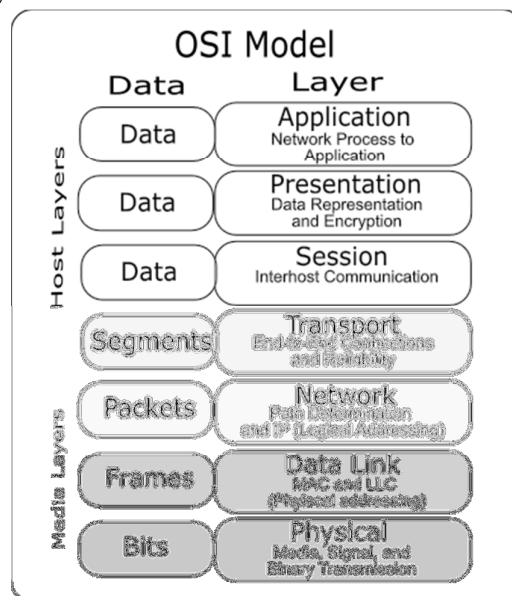 OSI Model
Data Layer
Host Layers
Data
Application
Network Process to
Application
Data
Presentation
Data Representation
and Encryption
Data
Session
Interhost Communication
Segments
Transport
End-to-End Connections
and Reliability
Media Layers
Packets
Network
Path Determination
and IP (Logical Addressing)
Frames
Data Link
MAC and LLC
(Physical addressing)
Bits
Physical
Media, Signal, and
Binary Transmission